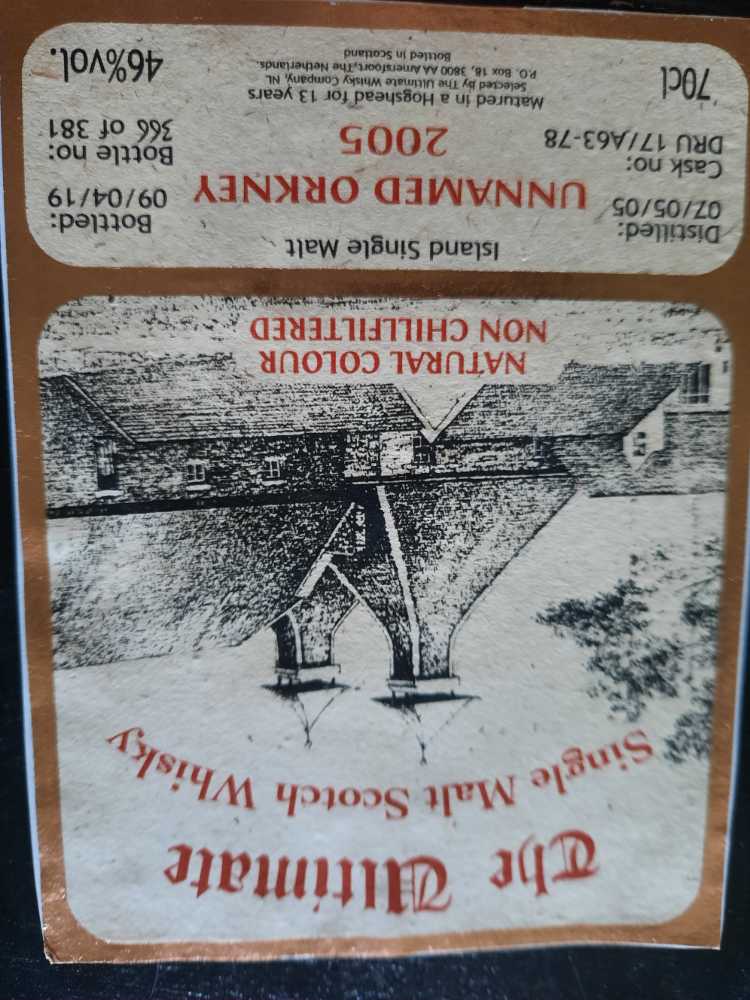 The Ultimate
Single Malt Scotch Whisky
NATURAL COLOUR
NON CHILLFILTERED
Island Single Malt
Distilled:
07/05/05
Cask no:
DRU 17/A63-78
70cl
UNNAMED ORKNEY
2005
Matured in a Hogshead for 13 years
Selected by The Ultimate Whisky Company, NL
P.O. Box 18, 3800 AA Amersfoort, The Netherlands.
Bottled in Scotland
Bottled:
09/04/19
Bottle no:
366 of 381
46%vol.